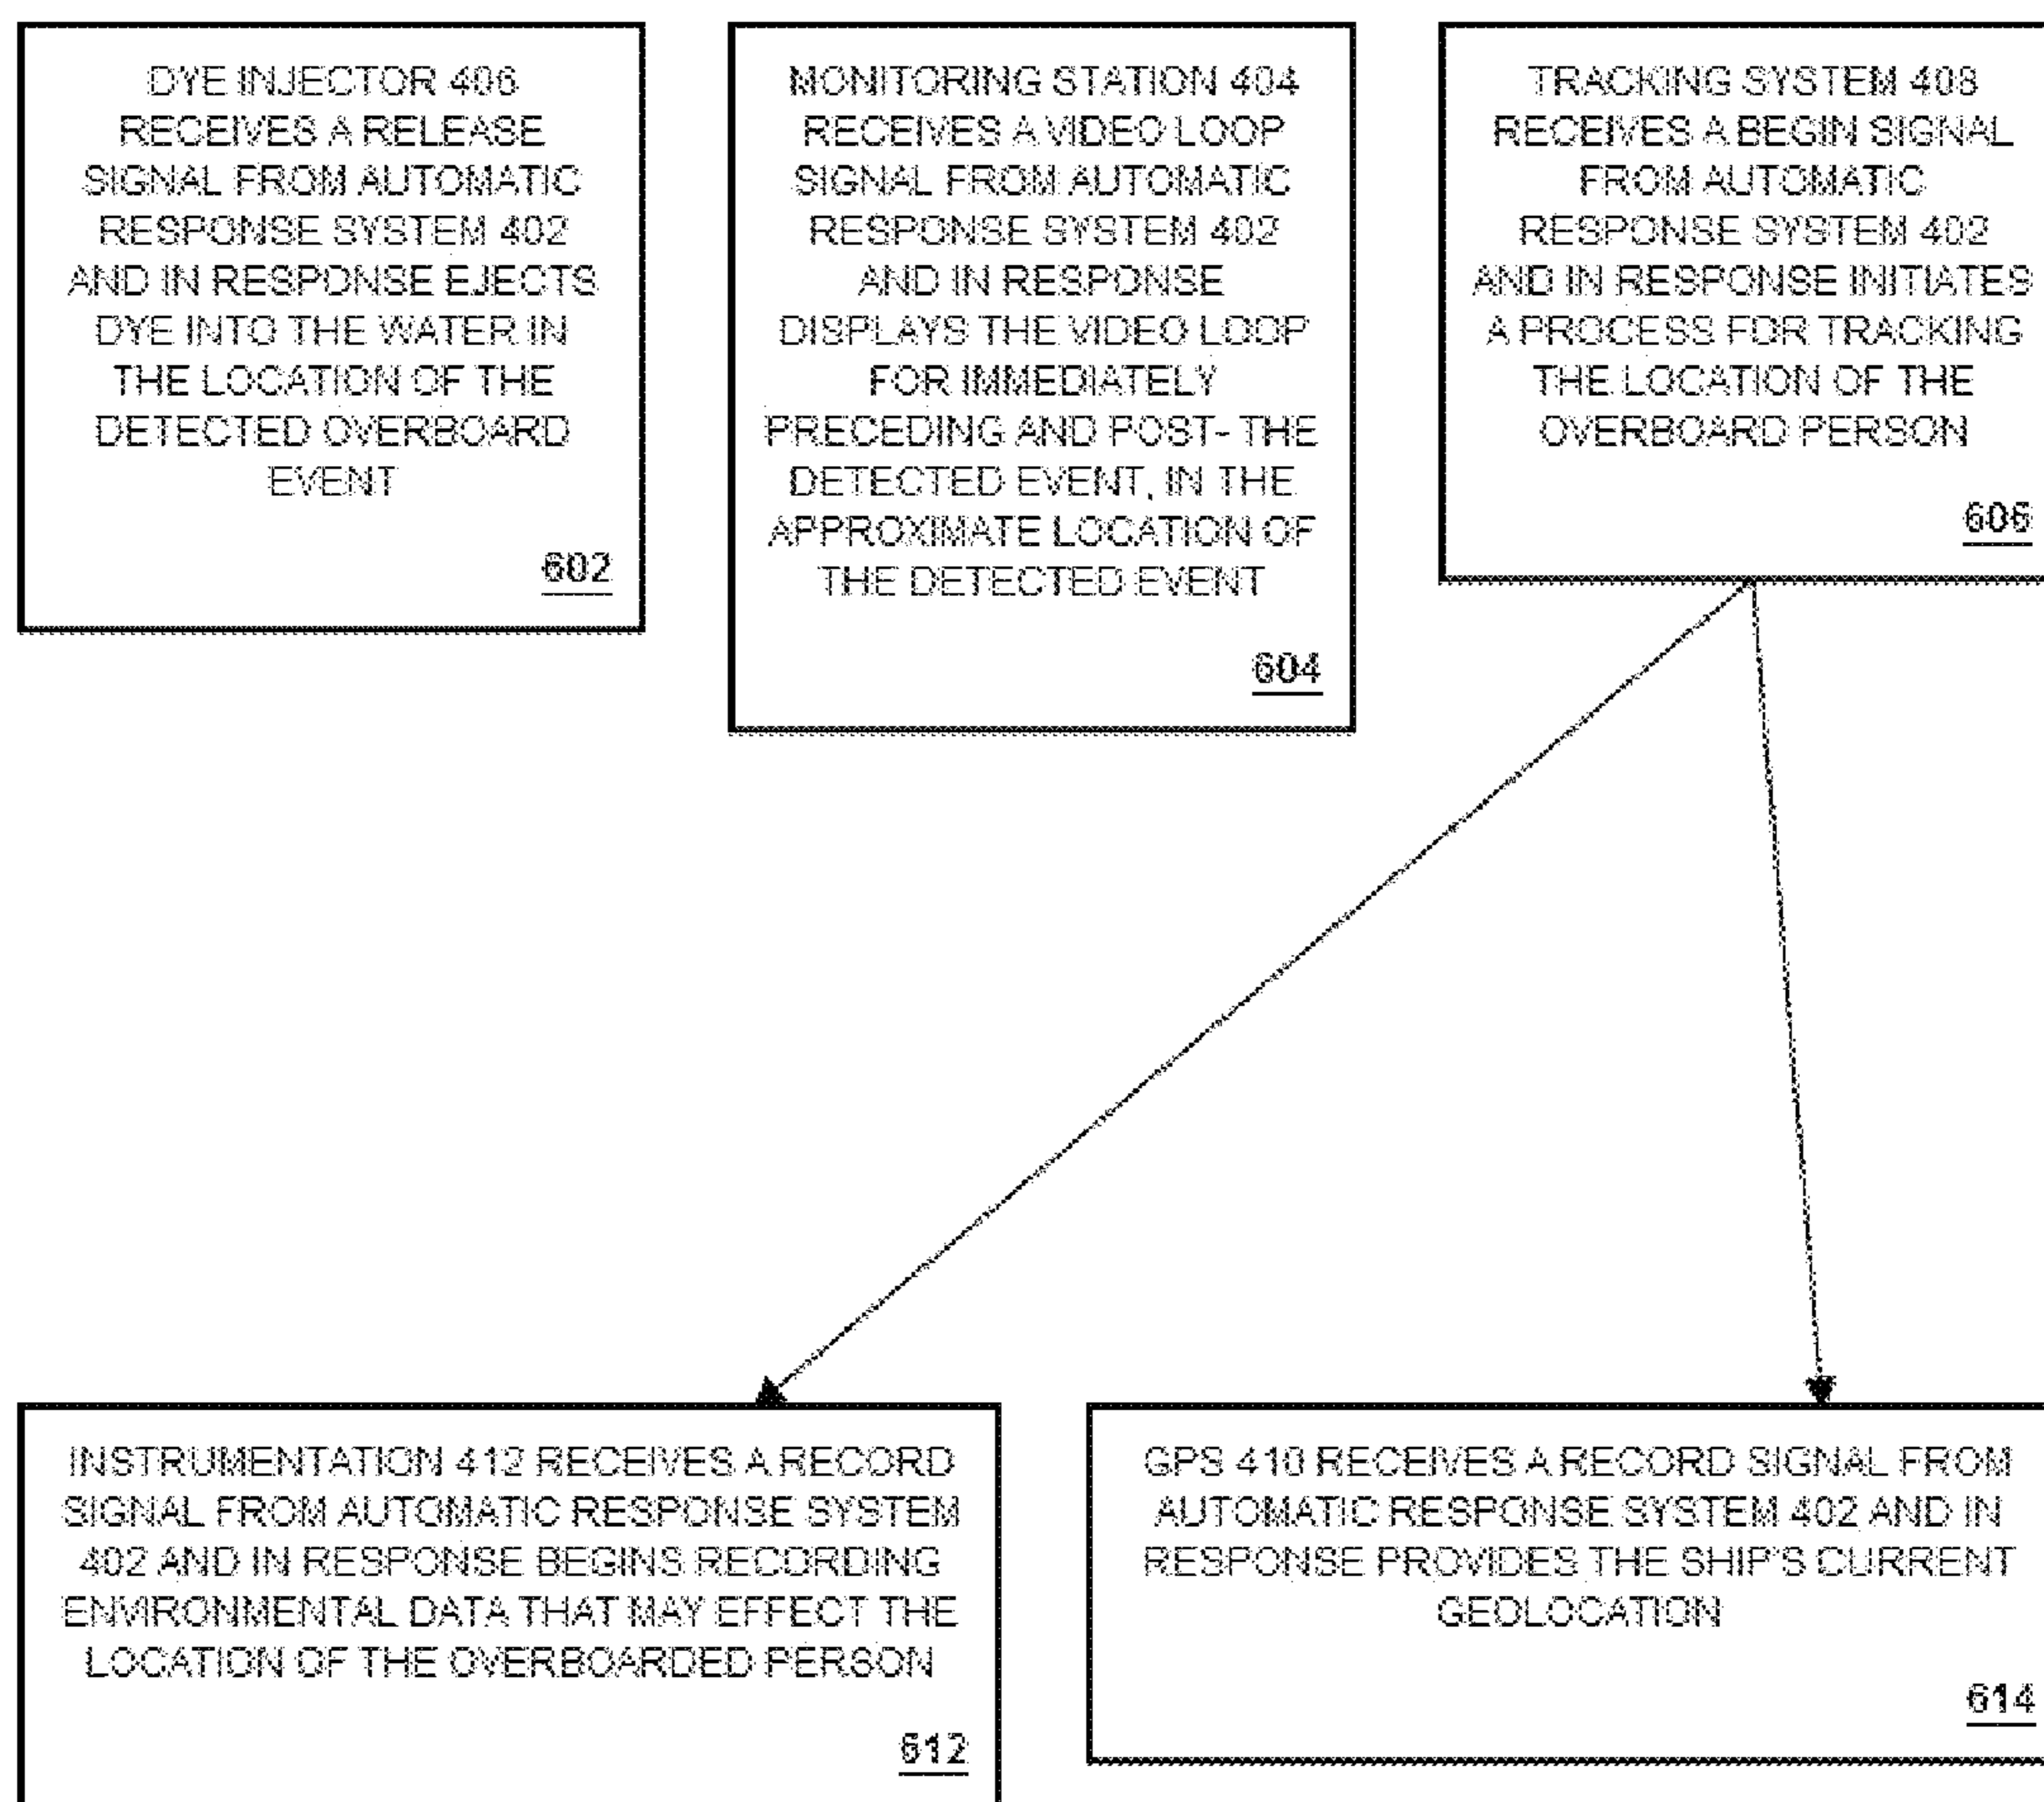 DYE INJECTOR 406
RECEIVES A RELEASE
SIGNAL FROM AUTOMATIC
RESPONSE SYSTEM 402
AND IN RESPONSE EJECTS
DYE INTO THE WATER IN
THE LOCATION OF THE
DETECTED OVERBOARD
EVENT
602
MONITORING STATION 404
RECEIVES A VIDEO LOOP
SIGNAL FROM AUTOMATIC
RESPONSE SYSTEM 402
AND IN RESPONSE
DISPLAYS THE VIDEO LOOP
FOR IMMEDIATELY
PRECEDING AND POST- THE
DETECTED EVENT, IN THE
APPROXIMATE LOCATION OF
THE DETECTED EVENT
604
TRACKING SYSTEM 408
RECEIVES A BEGIN SIGNAL
FROM AUTOMATIC
RESPONSE SYSTEM 402
AND IN RESPONSE INITIATES
A PROCESS FOR TRACKING
THE LOCATION OF THE
OVERBOARD PERSON
606
INSTRUMENTATION 412 RECEIVES A RECORD
SIGNAL FROM AUTOMATIC RESPONSE SYSTEM
402 AND IN RESPONSE BEGINS RECORDING
ENVIRONMENTAL DATA THAT MAY EFFECT THE
LOCATION OF THE OVERBOARDED PERSON
612
GPS 410 RECEIVES A RECORD SIGNAL FROM
AUTOMATIC RESPONSE SYSTEM 402 AND IN
RESPONSE PROVIDES THE SHIP'S CURRENT
GEOLOCATION
614